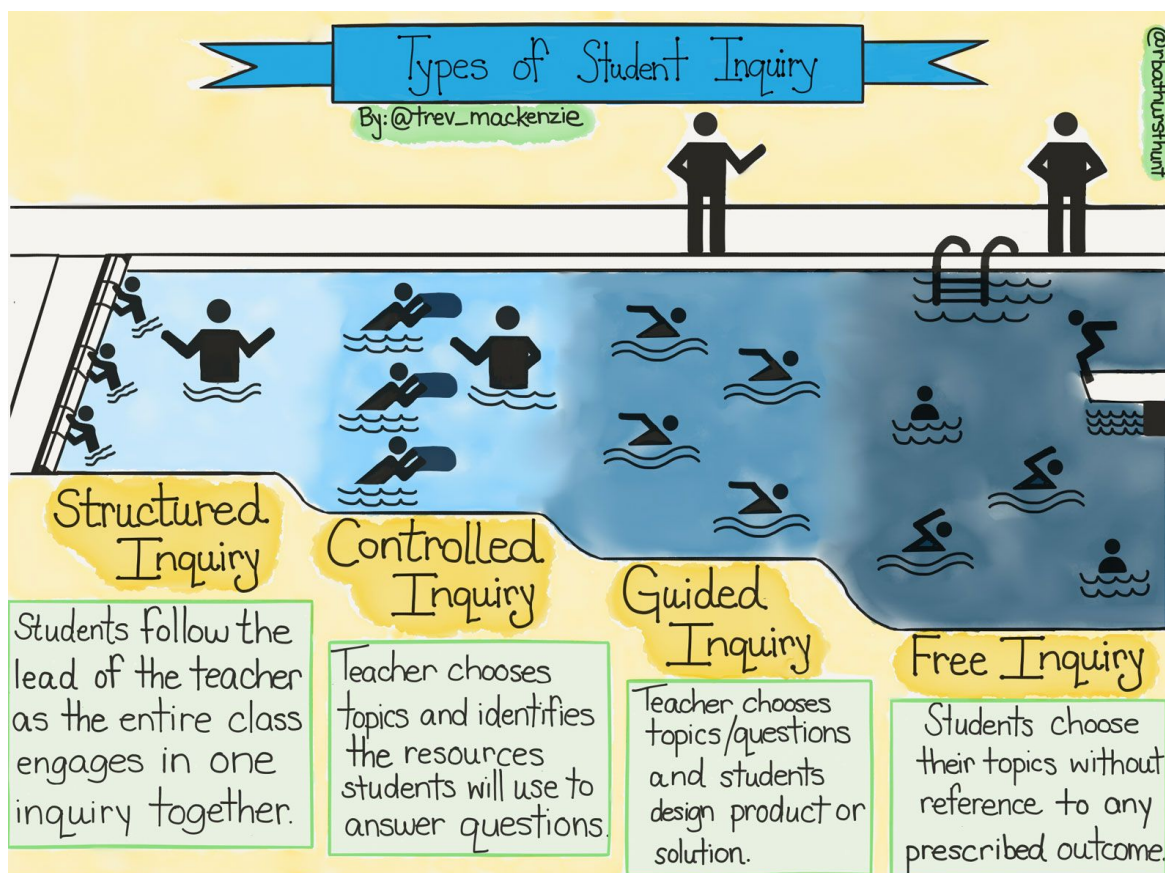 Types of Student Inquiry
By: @trev_mackenzie
@rbathursthunt
Structured
Inquiry
Students follow the
lead of the teacher
as the entire class
engages in one
inquiry together.
Controlled
Inquiry
Teacher chooses
topics and identifies
the resources
students will use to
answer questions.
Guided
Inquiry
Teacher chooses
topics/questions
and students
design product or
solution.
Free Inquiry
Students choose
their topics without
reference to any
prescribed outcome.